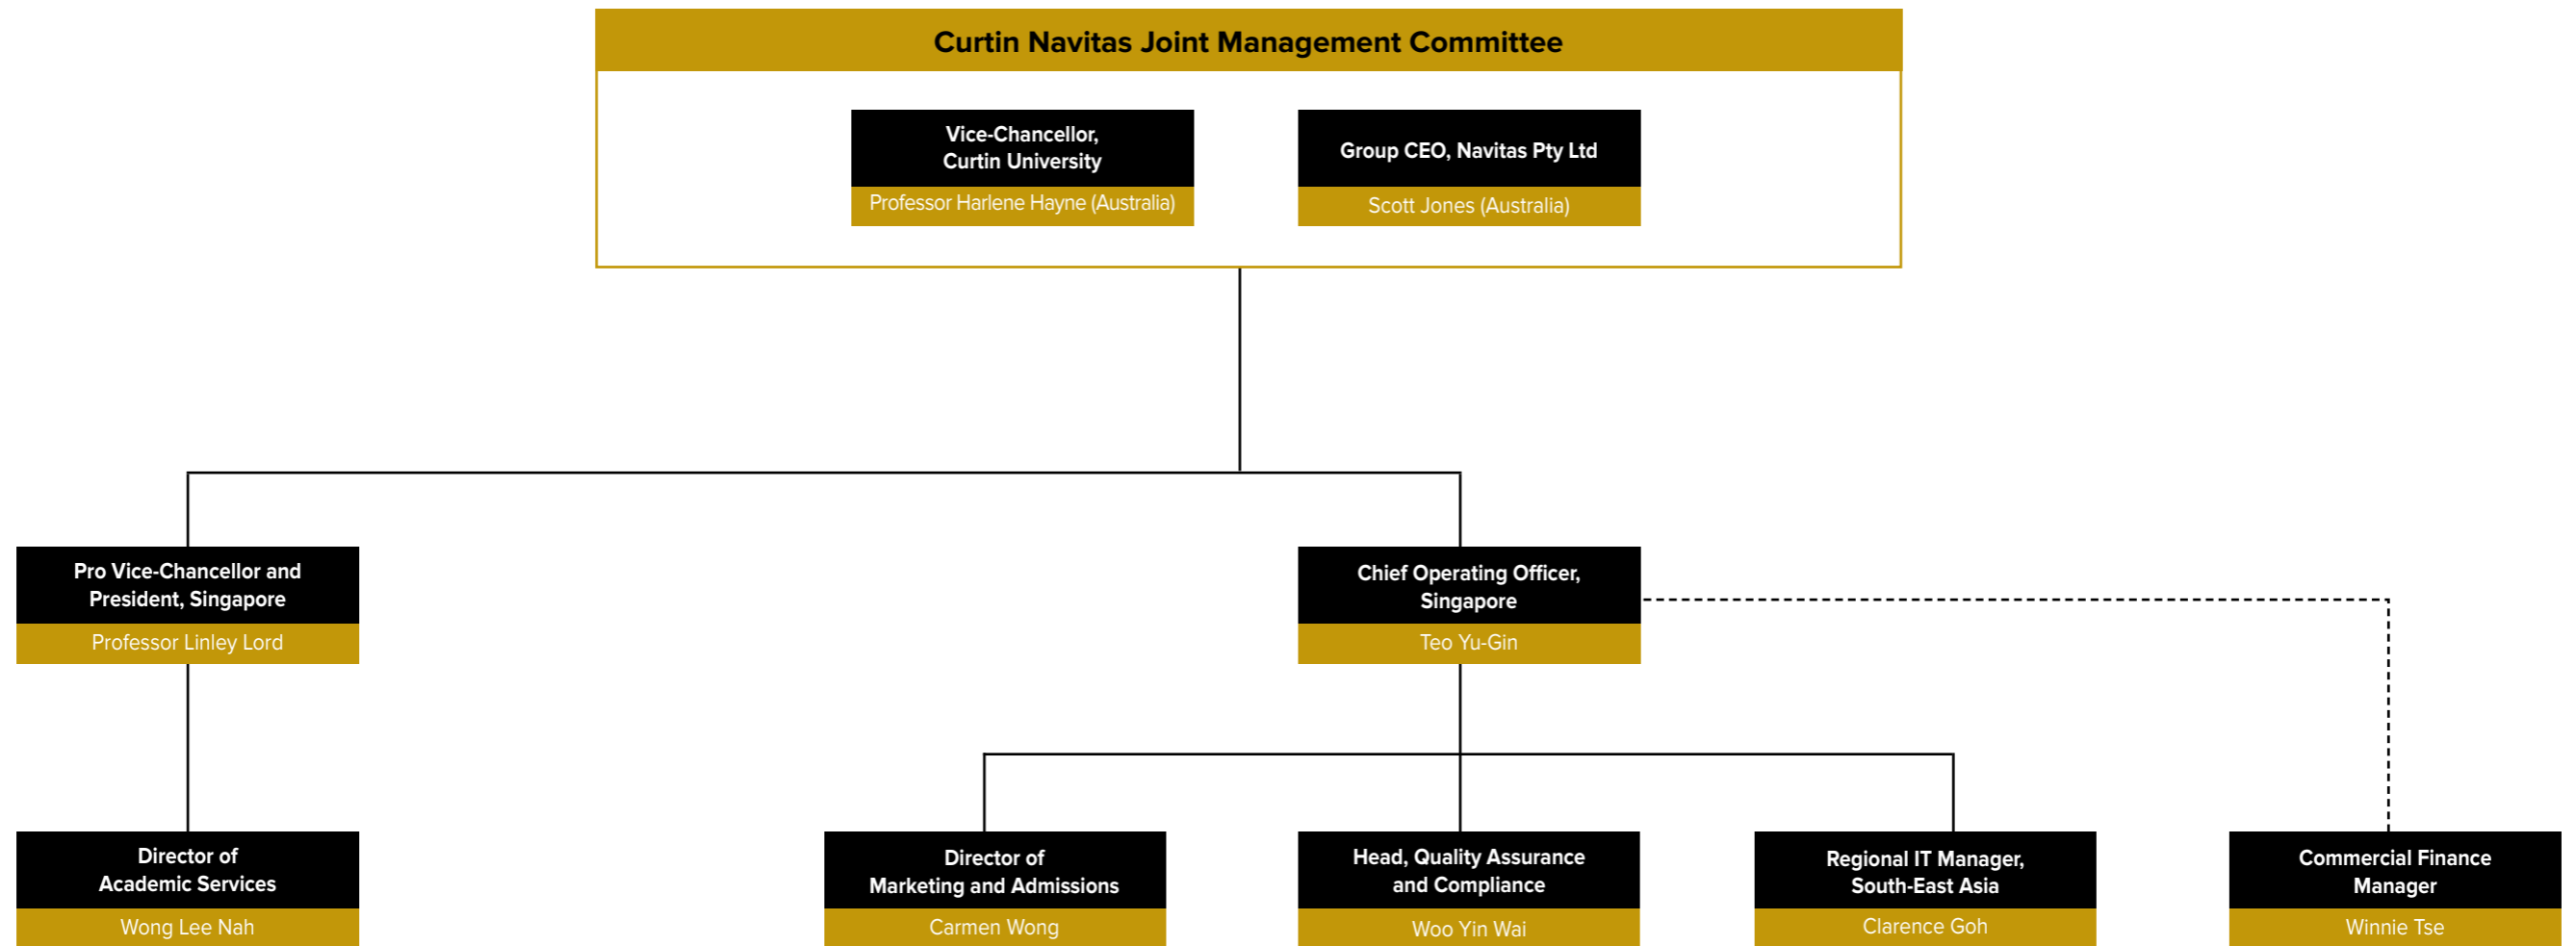 Curtin Navitas Joint Management Committee
Vice-Chancellor,
Curtin University
Professor Harlene Hayne (Australia)
Group CEO, Navitas Pty Ltd
Scott Jones (Australia)
Pro Vice-Chancellor and
President, Singapore
Professor Linley Lord
Chief Operating Officer,
Singapore
Teo Yu-Gin
Director of
Academic Services
Wong Lee Nah
Director of
Marketing and Admissions
Carmen Wong
Head, Quality Assurance
and Compliance
Woo Yin Wai
Regional IT Manager,
South-East Asia
Clarence Goh
Commercial Finance
Manager
Winnie Tse